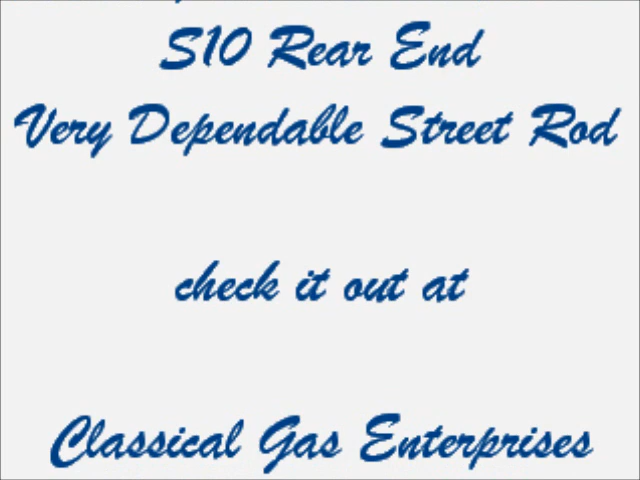 S10 Rear End
Very Dependable Street Rod
check it out at
Classical Gas Enterprises